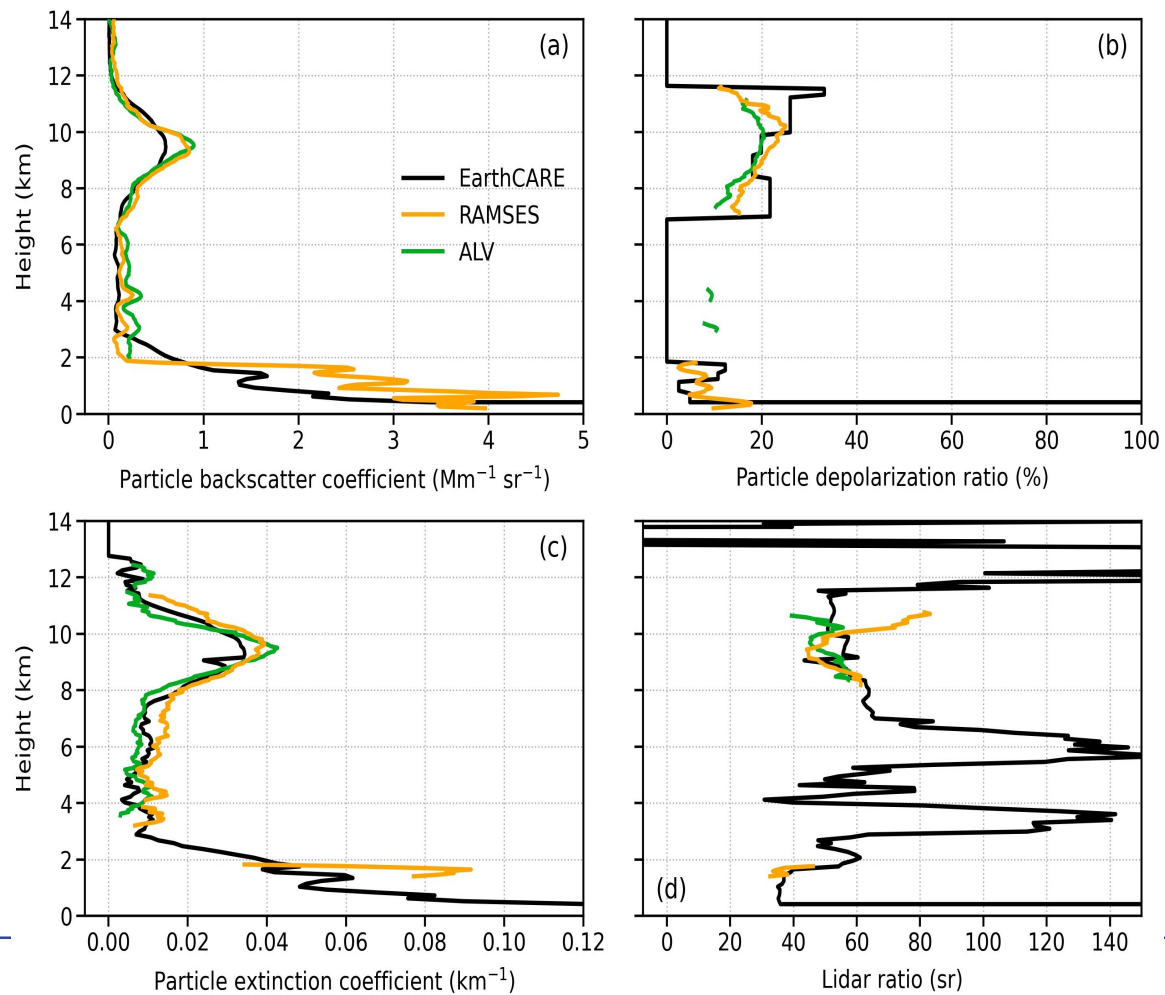 14
12
10
8
6
4
2
0
Height (km)
(a)
EarthCARE
RAMSES
ALV
0 1 2 3 4 5
Particle backscatter coefficient (Mm⁻¹ sr⁻¹)
(b)
0 20 40 60 80 100
Particle depolarization ratio (%)
14
12
10
8
6
4
2
0
Height (km)
(c)
0.00 0.02 0.04 0.06 0.08 0.10 0.12
Particle extinction coefficient (km⁻¹)
(d)
0 20 40 60 80 100 120 140
Lidar ratio (sr)